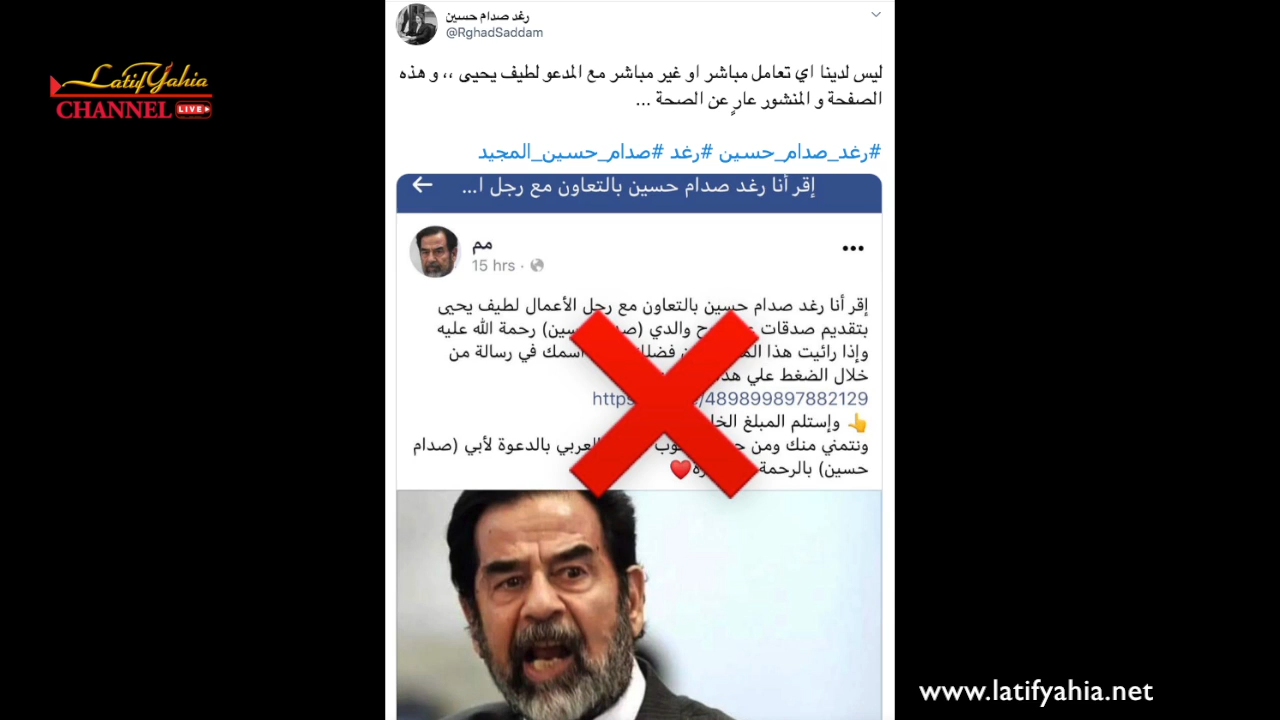 رغد صدام حسين
@RghadSaddam
Latif Yahia
CHANNEL LIVE
ليس لدينا اي تعامل مباشر او غير مباشر مع المدعو لطيف يحيى ،، و هذه
الصفحة و المنشور عارٍ عن الصحة ...
#رغد_صدام_حسين #رغد #صدام_حسين_المجيد
إقر أنا رغد صدام حسين بالتعاون مع رجل ا...
مم
15 hrs ·
إقر أنا رغد صدام حسين بالتعاون مع رجل الأعمال لطيف يحيى
بتقديم صدقات والدي (حسين) رحمة الله عليه
وإذا رائيت هذا اسمك في رسالة من
خلال الضغط علي
/489899897882129
👆 وإستلم المبلغ
ونتمني منك ومن العربي بالدعوة لأبي (صدام
حسين) بالرحمة ❤️
www.latifyahia.net